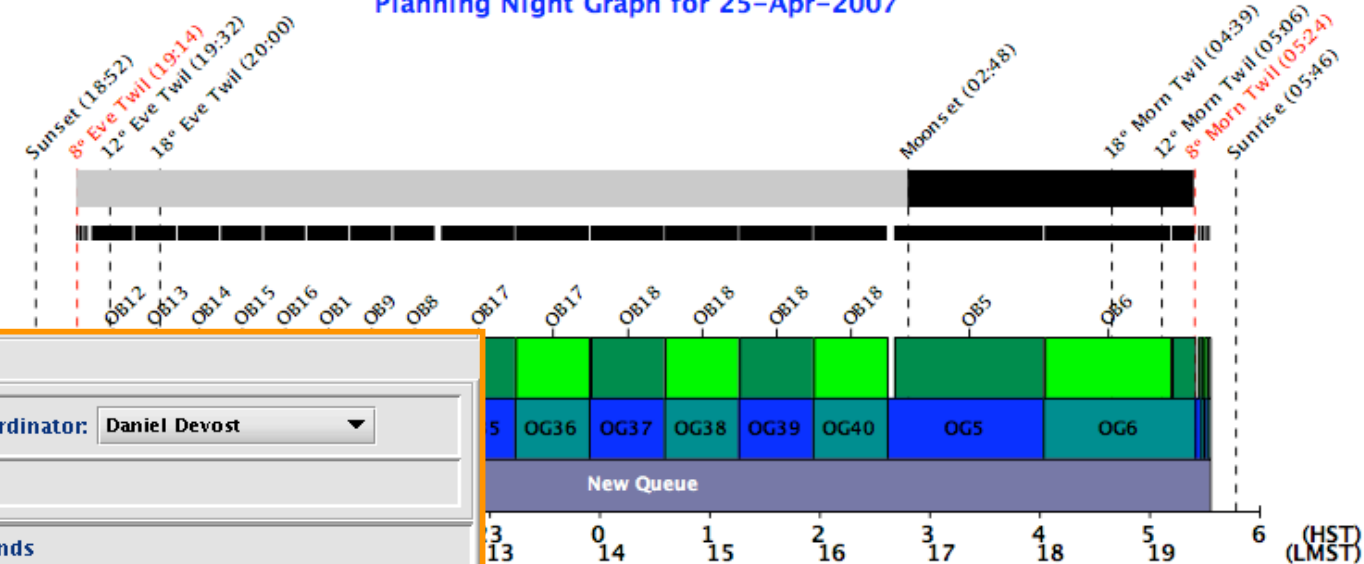 Planning Night Graph for 25-Apr-2007
Sunset (18:52)
8° Eve Twil (19:14)
12° Eve Twil (19:32)
18° Eve Twil (20:00)
Moonset (02:48)
18° Morn Twil (04:39)
12° Morn Twil (05:06)
8° Morn Twil (05:24)
Sunrise (05:46)
OB12 OB13 OB14 OB15 OB16 OB1 OB9 OB8 OB17 OB17 OB18 OB18 OB18 OB18 OB5 OB6
rdinator: Daniel Devost
5 OG36 OG37 OG38 OG39 OG40 OG5 OG6
New Queue
nds
3 0 1 2 3 4 5 6 (HST)
13 14 15 16 17 18 19 (LMST)